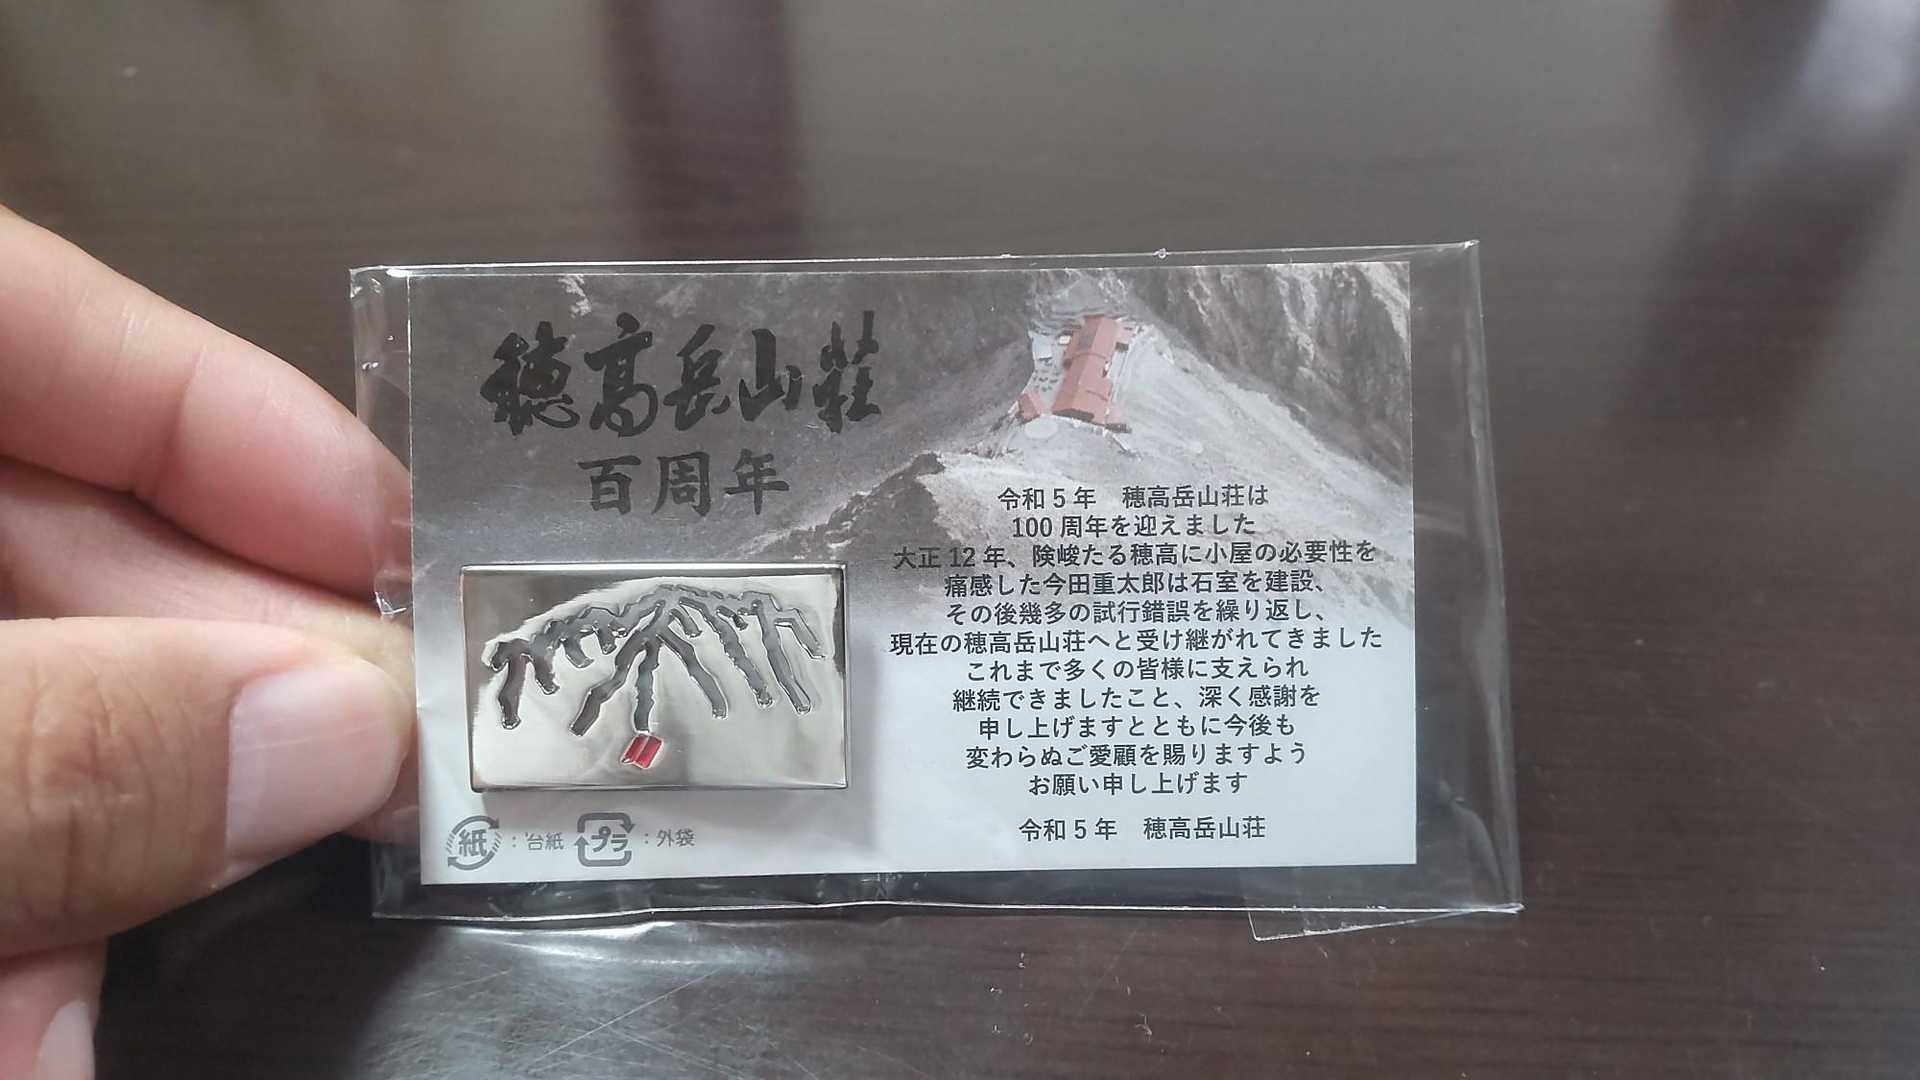 穂高岳山荘
百周年
令和5年　穂高岳山荘は
100周年を迎えました
大正12年、険峻たる穂高に小屋の必要性を
痛感した今田重太郎は石室を建設、
その後幾多の試行錯誤を繰り返し、
現在の穂高岳山荘へと受け継がれてきました
これまで多くの皆様に支えられ
継続できましたこと、深く感謝を
申し上げますとともに今後も
変わらぬご愛顧を賜りますよう
お願い申し上げます
令和5年　穂高岳山荘
紙：台紙 プラ：外袋